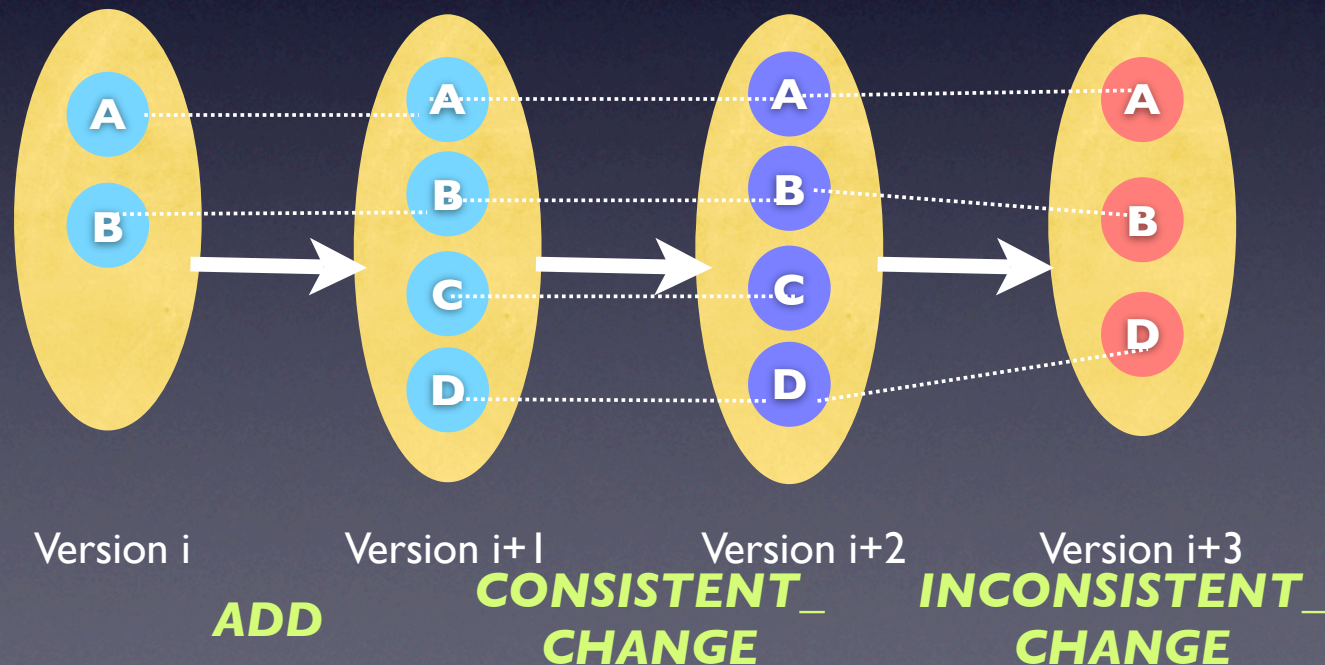 A A A A
B B B B
C C
D D D
Version i Version i+1 Version i+2 Version i+3
ADD CONSISTENT_ INCONSISTENT_
CHANGE CHANGE